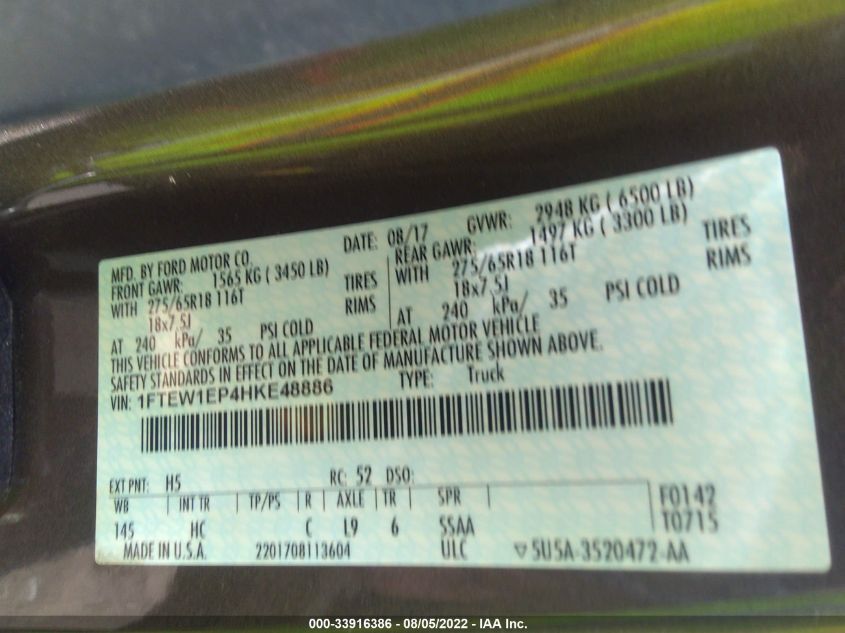 MFD. BY FORD MOTOR CO. DATE: 08/17 GVWR: 2948 KG ( 6500 LB)
FRONT GAWR: 1565 KG ( 3450 LB) REAR GAWR: 1497 KG ( 3300 LB)
WITH 275/65R18 116T TIRES WITH 275/65R18 116T TIRES
18x7.5J RIMS 18x7.5J RIMS
AT 240 kPa/ 35 PSI COLD AT 240 kPa/ 35 PSI COLD
THIS VEHICLE CONFORMS TO ALL APPLICABLE FEDERAL MOTOR VEHICLE
SAFETY STANDARDS IN EFFECT ON THE DATE OF MANUFACTURE SHOWN ABOVE.
VIN: 1FTEW1EP4HKE48886 TYPE: Truck
EXT PNT: H5 RC: 52 DSO:
WB INT TR TP/PS R AXLE TR SPR F0142
145 HC C L9 6 SSAA T0715
MADE IN U.S.A. 2201708113604 ULC ▽5U5A-3520472-AA
000-33916386 - 08/05/2022 - IAA Inc.